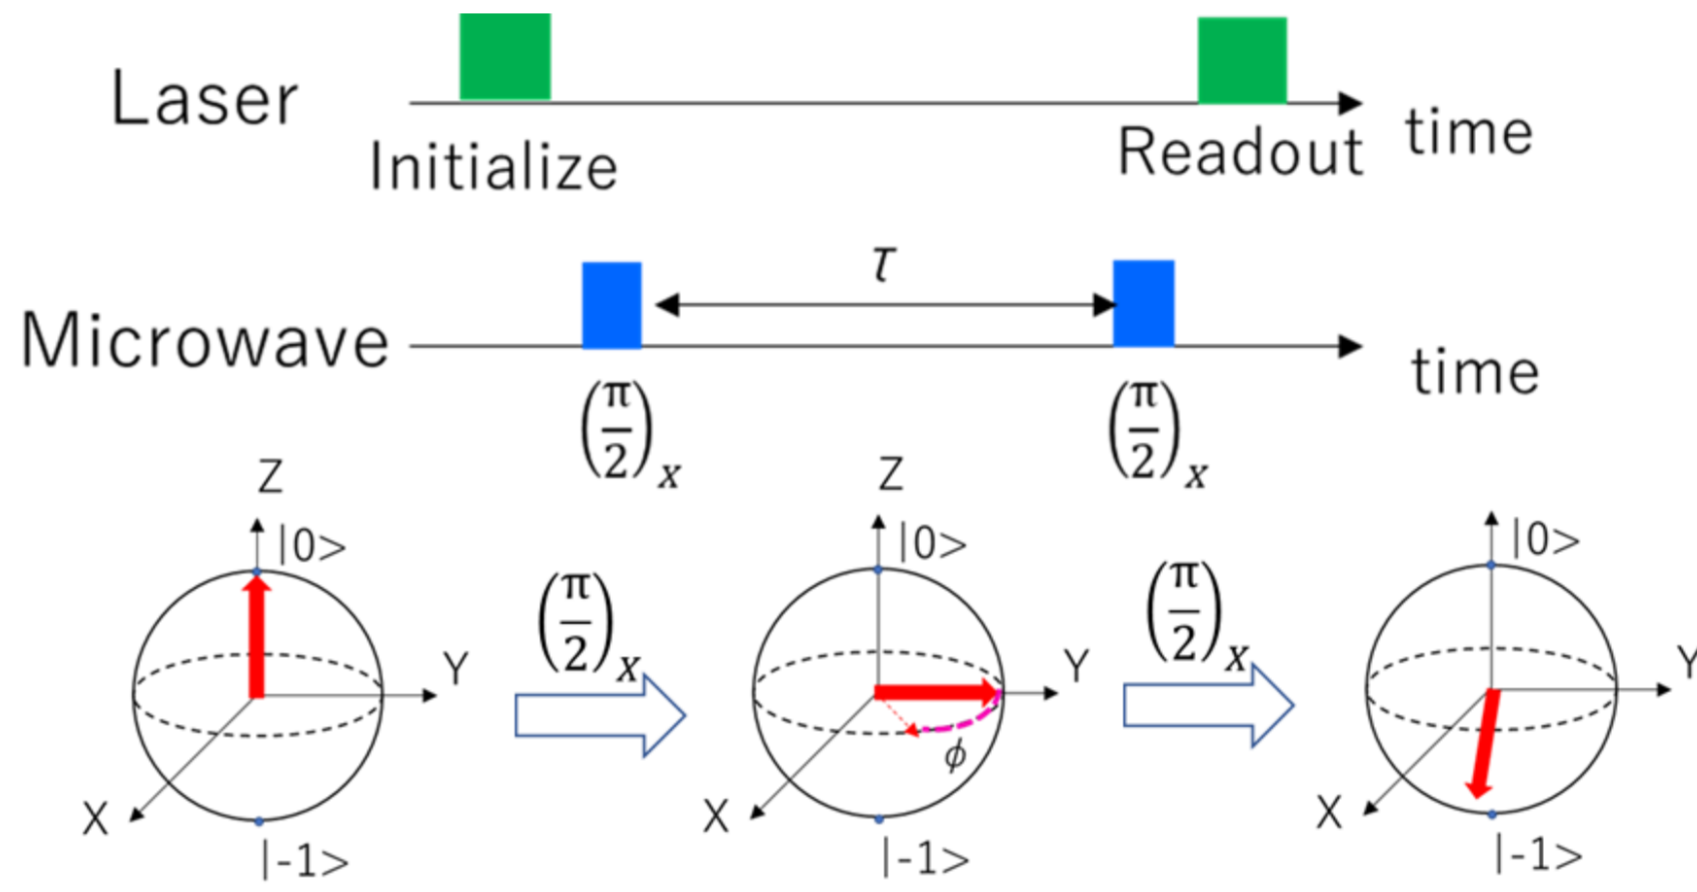 Laser
Initialize
Readout
time
τ
Microwave
time
(π/2)x
(π/2)x
Z
|0>
Y
X
|-1>
(π/2)x
Z
|0>
Y
ϕ
X
|-1>
(π/2)x
|0>
Y
X
|-1>